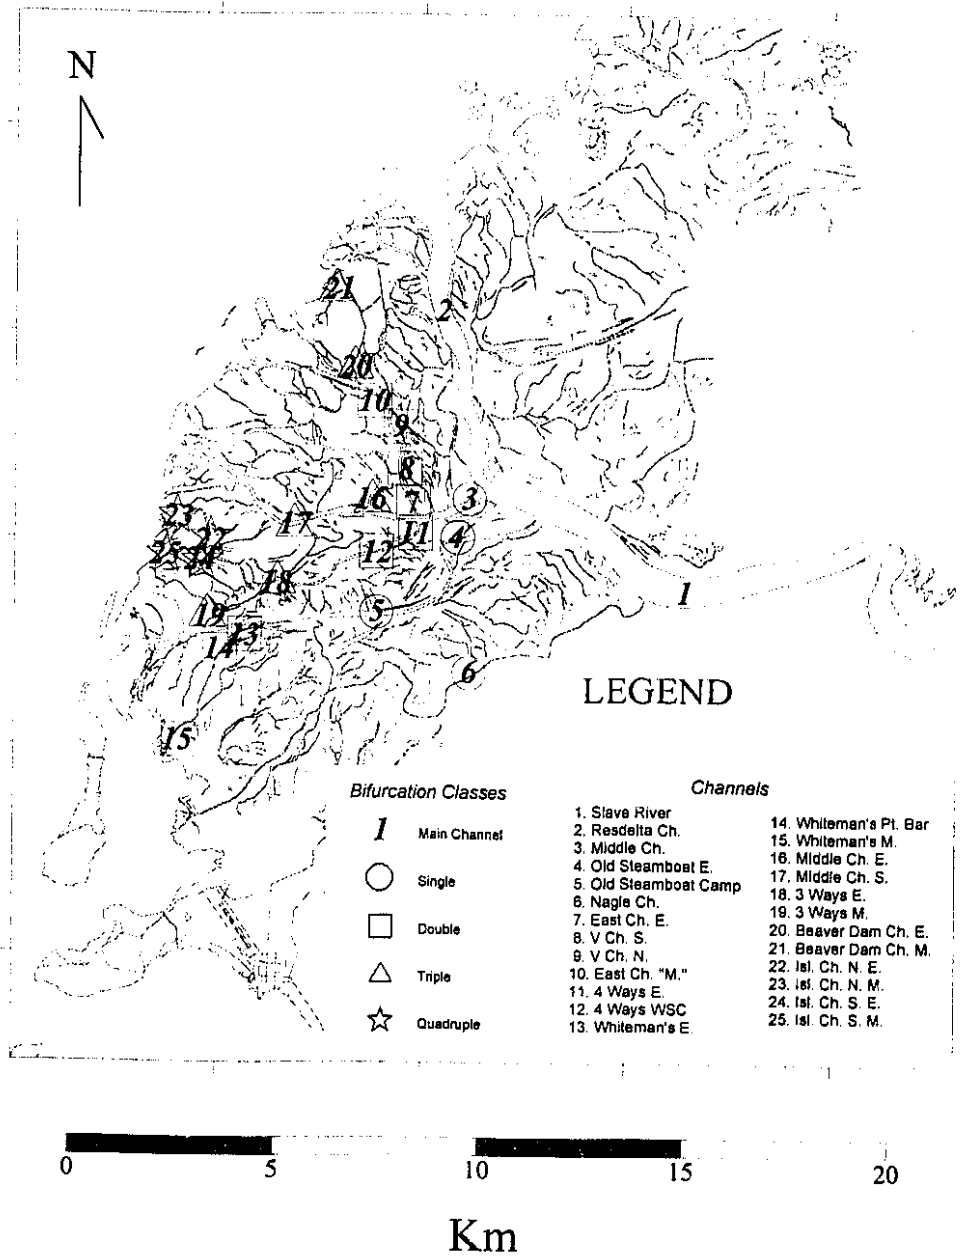 N
21
2
20
10
9
8
16
7
3
23
17
11
4
22
12
25
24
18
1
19
5
13
14
6
15
LEGEND
Bifurcation Classes
1 Main Channel
Single
Double
Triple
Quadruple
Channels
1. Slave River
2. Resdelta Ch.
3. Middle Ch.
4. Old Steamboat E.
5. Old Steamboat Camp
6. Nagle Ch.
7. East Ch. E.
8. V Ch. S.
9. V Ch. N.
10. East Ch. "M."
11. 4 Ways E.
12. 4 Ways WSC
13. Whiteman's E.
14. Whiteman's Pt. Bar
15. Whiteman's M.
16. Middle Ch. E.
17. Middle Ch. S.
18. 3 Ways E.
19. 3 Ways M.
20. Beaver Dam Ch. E.
21. Beaver Dam Ch. M.
22. Isl. Ch. N. E.
23. Isl. Ch. N. M.
24. Isl. Ch. S. E.
25. Isl. Ch. S. M.
0 5 10 15 20
Km